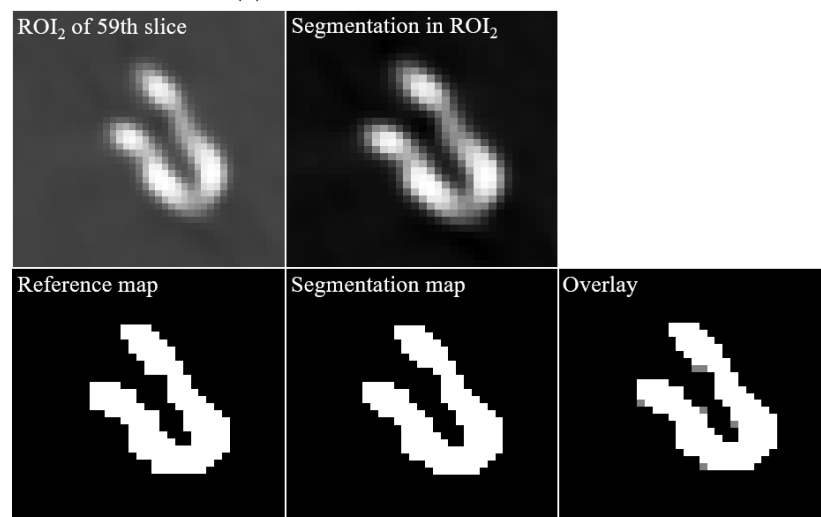 ROI₂ of 59th slice
Segmentation in ROI₂
Reference map
Segmentation map
Overlay